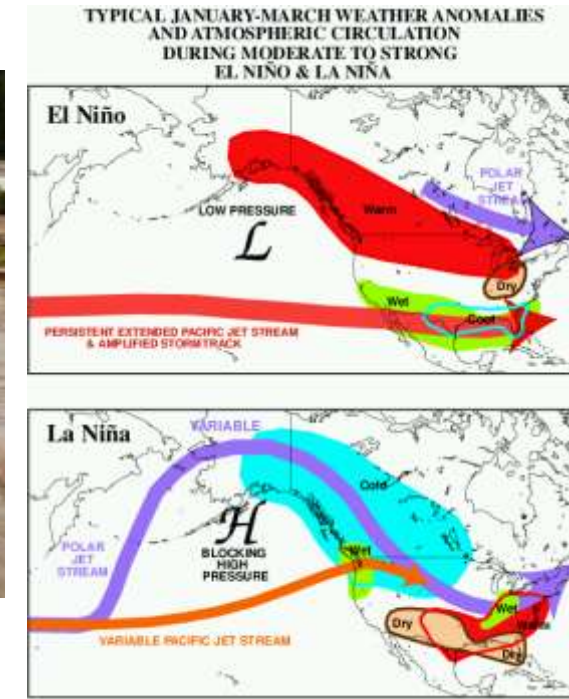 TYPICAL JANUARY-MARCH WEATHER ANOMALIES
AND ATMOSPHERIC CIRCULATION
DURING MODERATE TO STRONG
EL NIÑO & LA NIÑA
El Niño
POLAR
JET
STREAM
LOW PRESSURE
L
Warm
Dry
Wet
Cool
PERSISTENT EXTENDED PACIFIC JET STREAM
& AMPLIFIED STORM TRACK
La Niña
VARIABLE
Cold
H
BLOCKING
HIGH
PRESSURE
Wet
POLAR
JET
STREAM
Wet
Warm
Dry
Dry
VARIABLE PACIFIC JET STREAM